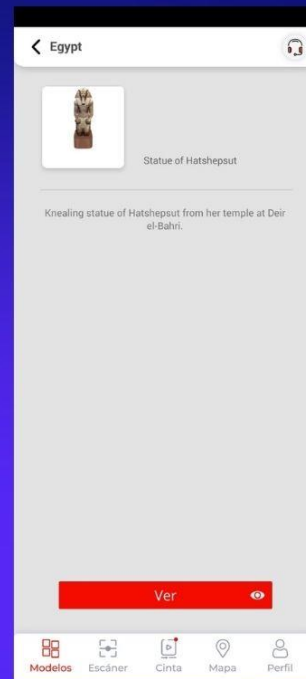 Egypt
Statue of Hatshepsut
Knealing statue of Hatshepsut from her temple at Deir
el-Bahri.
Ver
Modelos Escáner Cinta Mapa Perfil